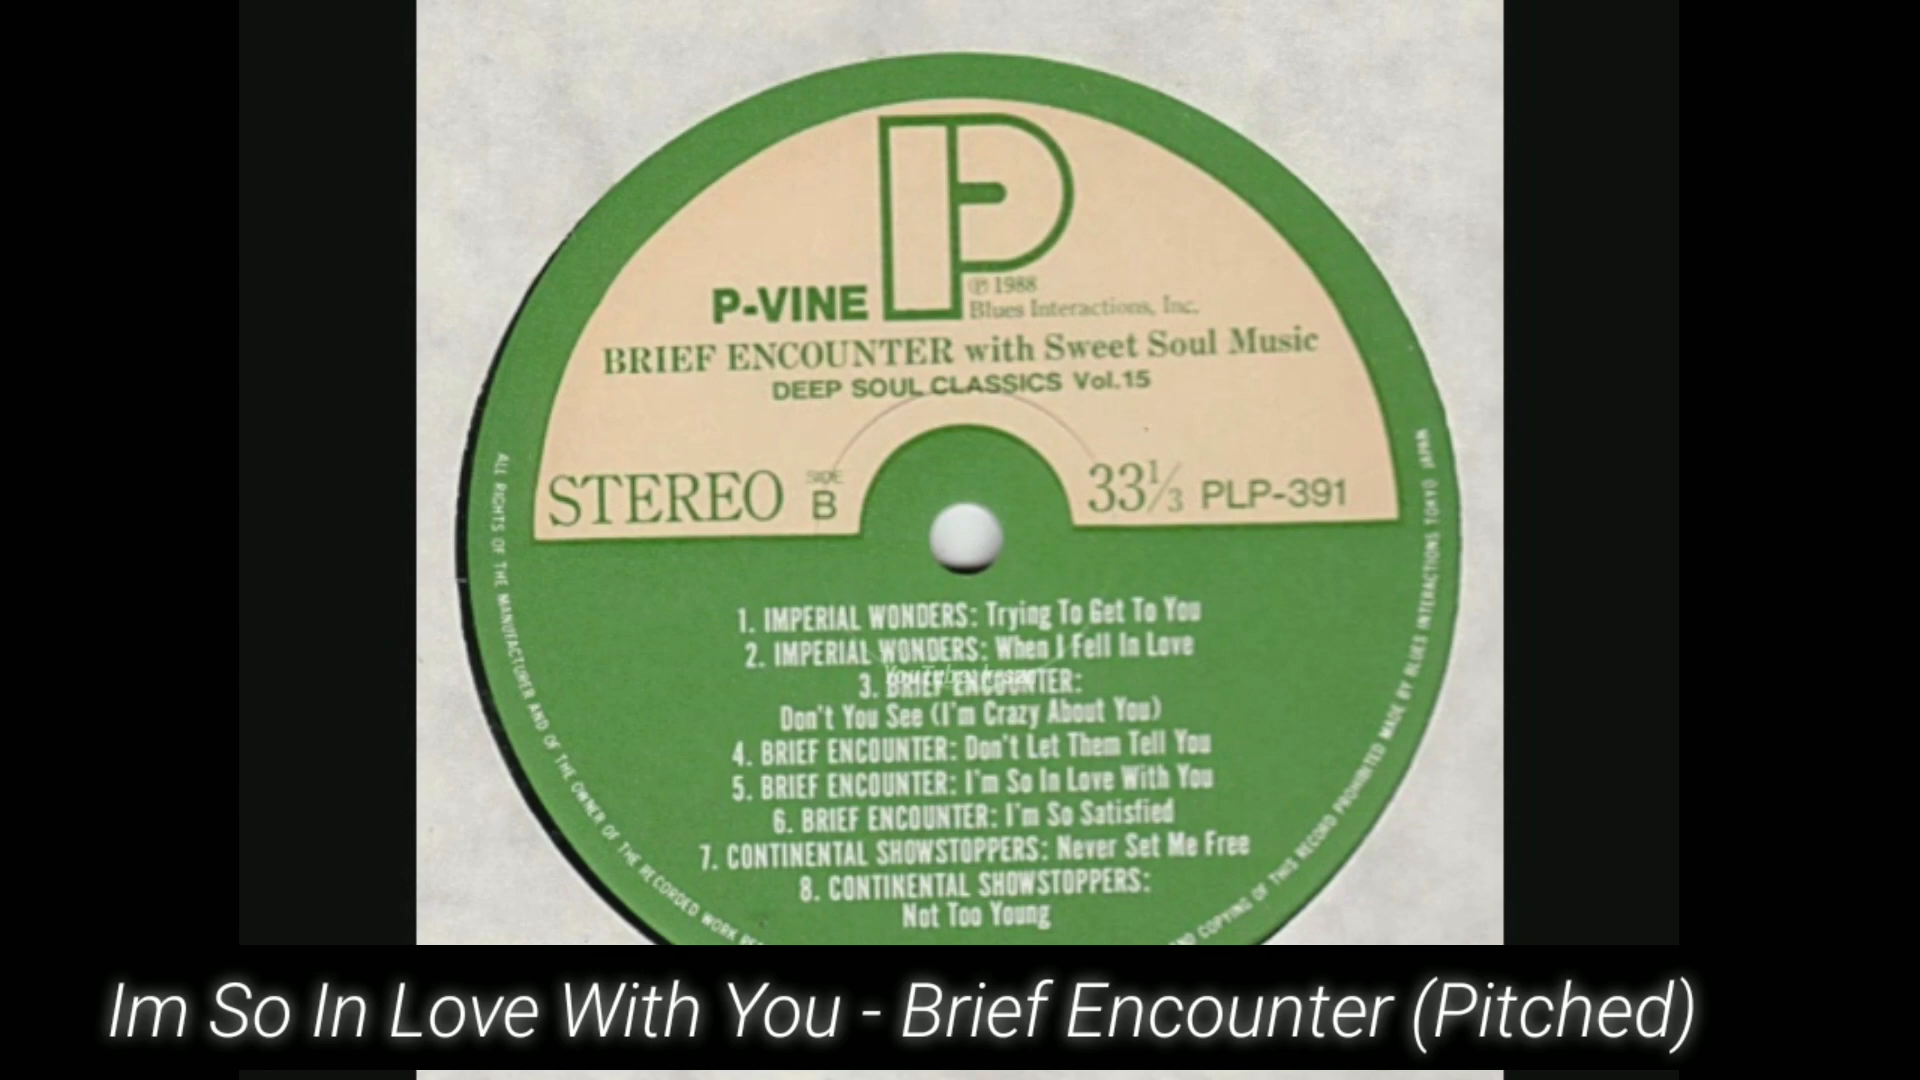 P
P-VINE
℗ 1988
Blues Interactions, Inc.
BRIEF ENCOUNTER with Sweet Soul Music
DEEP SOUL CLASSICS Vol.15
STEREO
SIDE
B
33⅓
PLP-391
1. IMPERIAL WONDERS: Trying To Get To You
2. IMPERIAL WONDERS: When I Fell In Love
3. BRIEF ENCOUNTER:
Don't You See (I'm Crazy About You)
4. BRIEF ENCOUNTER: Don't Let Them Tell You
5. BRIEF ENCOUNTER: I'm So In Love With You
6. BRIEF ENCOUNTER: I'm So Satisfied
7. CONTINENTAL SHOWSTOPPERS: Never Set Me Free
8. CONTINENTAL SHOWSTOPPERS:
Not Too Young
ALL RIGHTS OF THE MANUFACTURER AND OF THE OWNER OF THE RECORDED WORK
COPYING OF THIS RECORD PROHIBITED MADE BY BLUES INTERACTIONS TOKYO JAPAN
Im So In Love With You - Brief Encounter (Pitched)